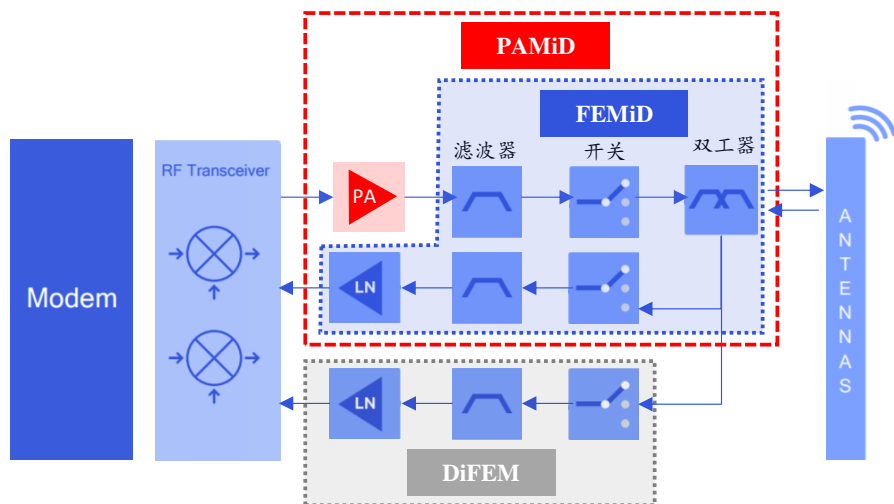 PAMiD
FEMiD
滤波器
开关
双工器
RF Transceiver
PA
LN
Modem
LN
DiFEM
ANTENNAS